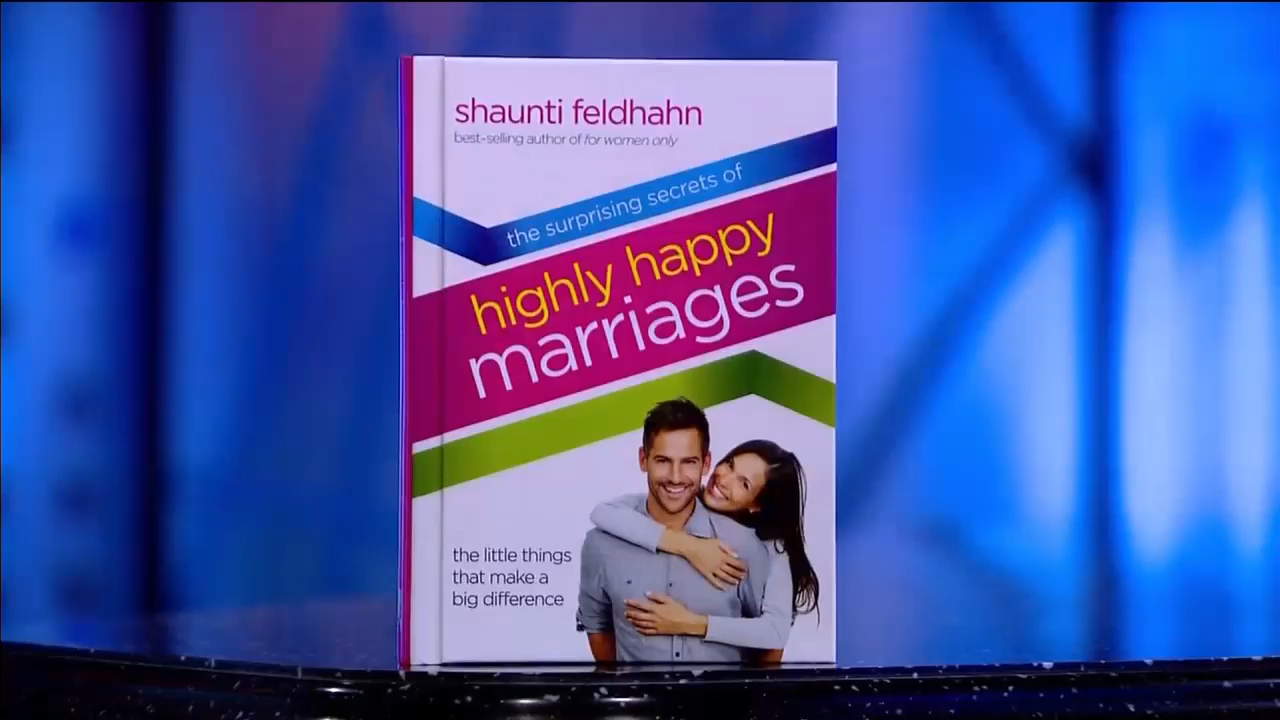 shaunti feldhahn
best-selling author of for women only
the surprising secrets of
highly happy
marriages
the little things
that make a
big difference